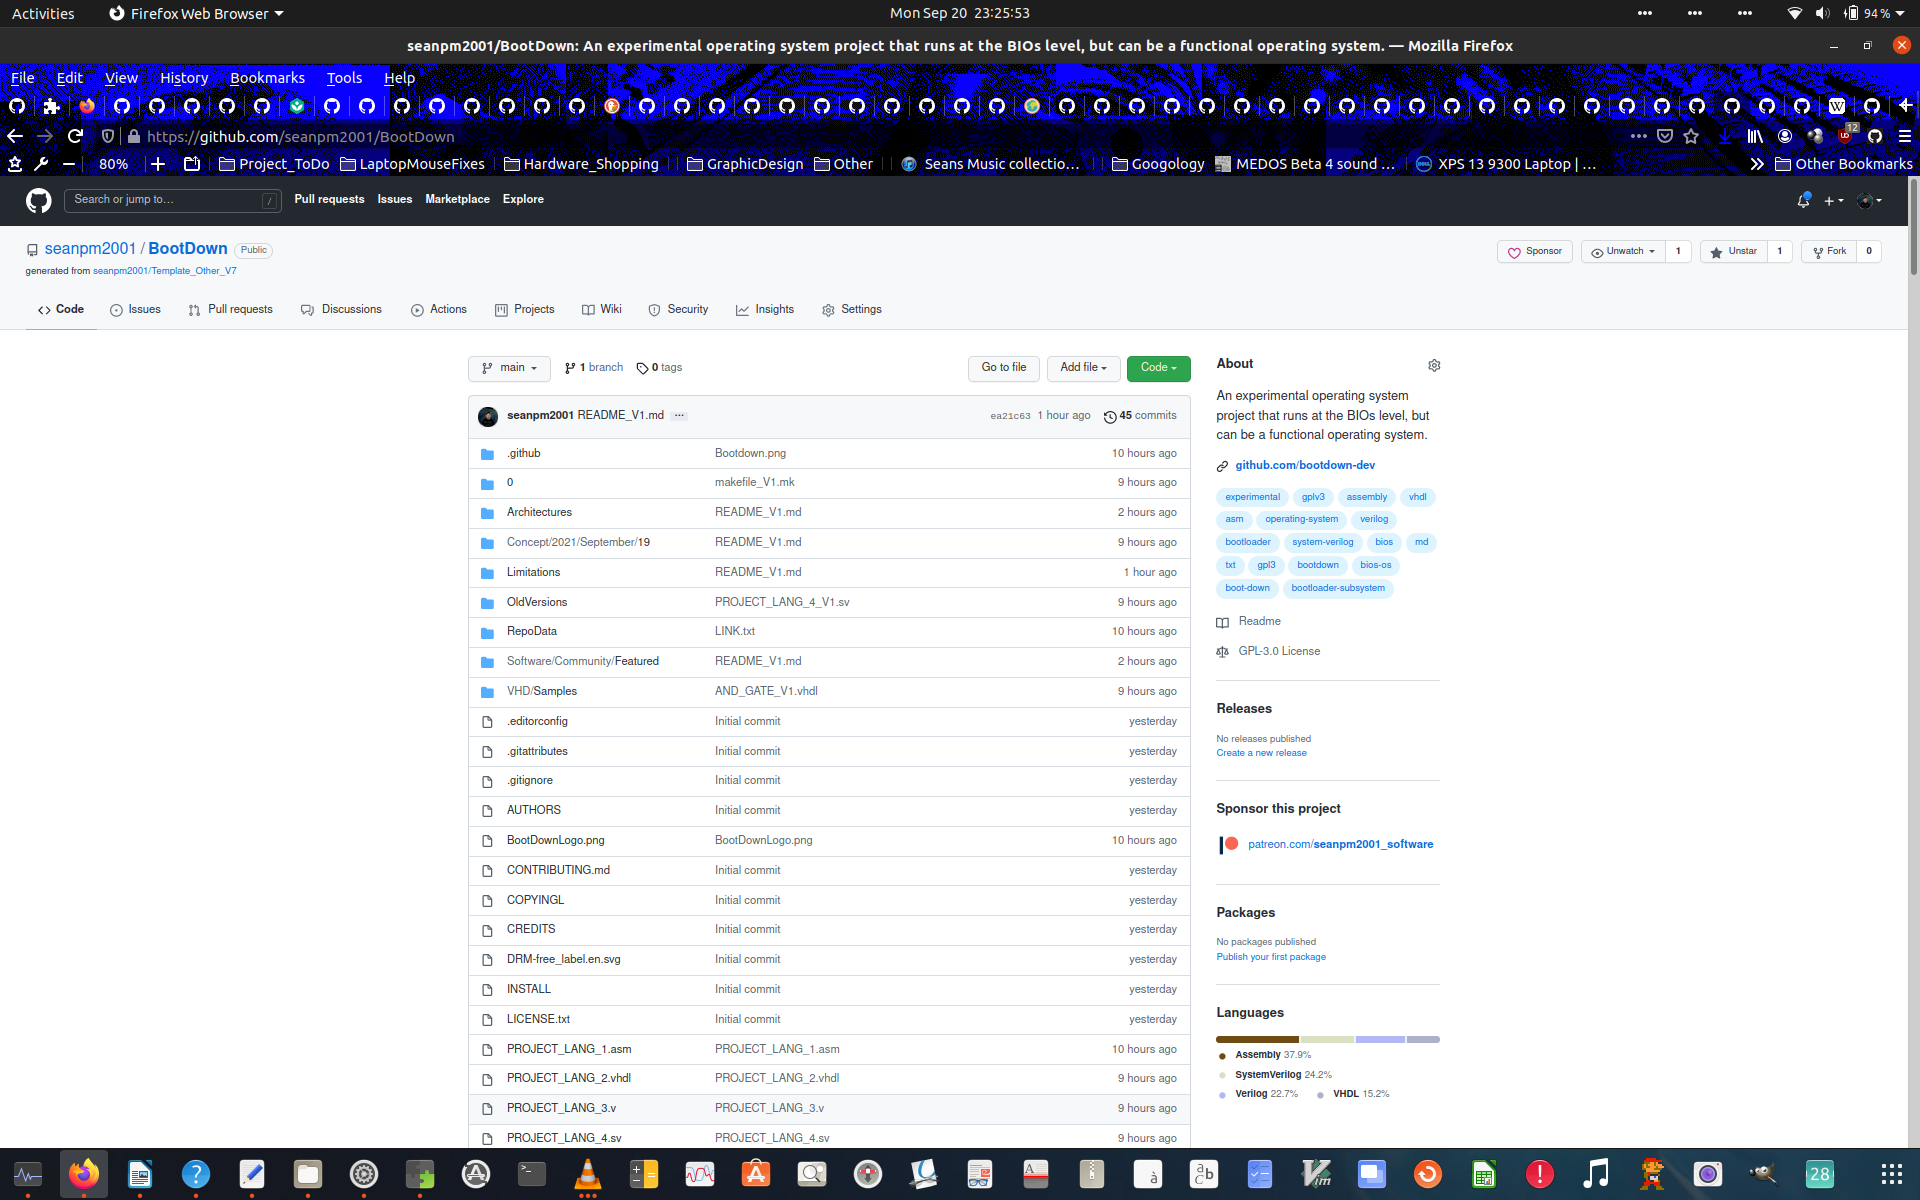 Activities Firefox Web Browser Mon Sep 20 23:25:53 94 %
seanpm2001/BootDown: An experimental operating system project that runs at the BIOs level, but can be a functional operating system. — Mozilla Firefox
File Edit View History Bookmarks Tools Help
https://github.com/seanpm2001/BootDown 12
80% Project_ToDo LaptopMouseFixes Hardware_Shopping GraphicDesign Other Seans Music collectio… Googology MEDOS Beta 4 sound … XPS 13 9300 Laptop | … Other Bookmarks
Search or jump to… / Pull requests Issues Marketplace Explore
seanpm2001 / BootDown Public Sponsor Unwatch 1 Unstar 1 Fork 0
generated from seanpm2001/Template_Other_V7
Code Issues Pull requests Discussions Actions Projects Wiki Security Insights Settings
main 1 branch 0 tags Go to file Add file Code
seanpm2001 README_V1.md ... ea21c63 1 hour ago 45 commits
.github Bootdown.png 10 hours ago
0 makefile_V1.mk 9 hours ago
Architectures README_V1.md 2 hours ago
Concept/2021/September/19 README_V1.md 9 hours ago
Limitations README_V1.md 1 hour ago
OldVersions PROJECT_LANG_4_V1.sv 9 hours ago
RepoData LINK.txt 10 hours ago
Software/Community/Featured README_V1.md 2 hours ago
VHD/Samples AND_GATE_V1.vhdl 9 hours ago
.editorconfig Initial commit yesterday
.gitattributes Initial commit yesterday
.gitignore Initial commit yesterday
AUTHORS Initial commit yesterday
BootDownLogo.png BootDownLogo.png 10 hours ago
CONTRIBUTING.md Initial commit yesterday
COPYINGL Initial commit yesterday
CREDITS Initial commit yesterday
DRM-free_label.en.svg Initial commit yesterday
INSTALL Initial commit yesterday
LICENSE.txt Initial commit yesterday
PROJECT_LANG_1.asm PROJECT_LANG_1.asm 10 hours ago
PROJECT_LANG_2.vhdl PROJECT_LANG_2.vhdl 9 hours ago
PROJECT_LANG_3.v PROJECT_LANG_3.v 9 hours ago
PROJECT_LANG_4.sv PROJECT_LANG_4.sv 9 hours ago
About
An experimental operating system
project that runs at the BIOs level, but
can be a functional operating system.
github.com/bootdown-dev
experimental gplv3 assembly vhdl
asm operating-system verilog
bootloader system-verilog bios md
txt gpl3 bootdown bios-os
boot-down bootloader-subsystem
Readme
GPL-3.0 License
Releases
No releases published
Create a new release
Sponsor this project
patreon.com/seanpm2001_software
Packages
No packages published
Publish your first package
Languages
Assembly 37.9%
SystemVerilog 24.2%
Verilog 22.7% VHDL 15.2%
28